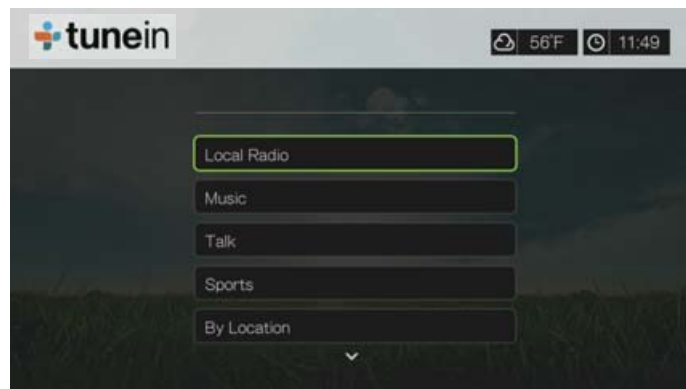 tunein
56°F 11:49
Local Radio
Music
Talk
Sports
By Location